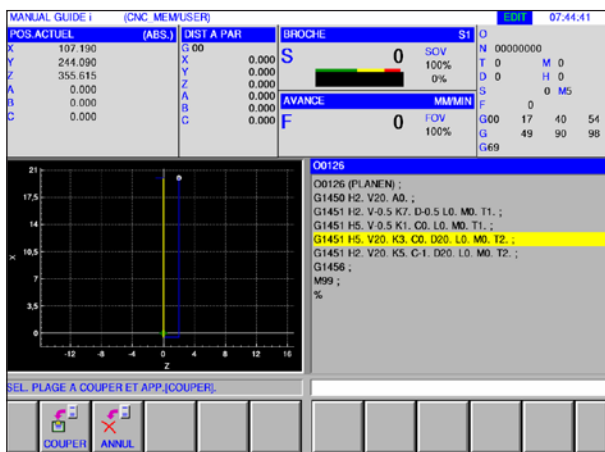 MANUAL GUIDE i (CNC_MEM/USER) EDIT 07:44:41
POS.ACTUEL (ABS.)
X 107.190
Y 244.090
Z 355.615
A 0.000
B 0.000
C 0.000
DIST A PAR
G 00
X 0.000
Y 0.000
Z 0.000
A 0.000
B 0.000
C 0.000
BROCHE S1
S 0 SOV
100%
0%
AVANCE MM/MIN
F 0 FOV
100%
O
N 00000000
T 0 M 0
D 0 H 0
S 0 M5
F 0
G00 17 40 54
G 49 90 98
G69
21
17,5
14
10,5
7
3,5
0
X
-12 -8 -4 0 4 8 12 16
Z
O0126
O0126 (PLANEN) ;
G1450 H2. V20. A0. ;
G1451 H2. V-0.5 K7. D-0.5 L0. M0. T1. ;
G1451 H5. V-0.5 K1. C0. L0. M0. T1. ;
G1451 H5. V20. K3. C0. D20. L0. M0. T2. ;
G1451 H2. V20. K5. C-1. D20. L0. M0. T2. ;
G1456 ;
M99 ;
%
SEL. PLAGE A COUPER ET APP.[COUPER].
COUPER ANNUL